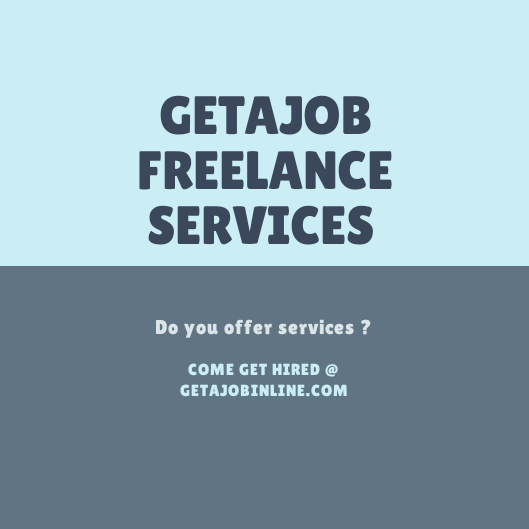 GETAJOB
FREELANCE
SERVICES
Do you offer services ?
COME GET HIRED @
GETAJOBINLINE.COM